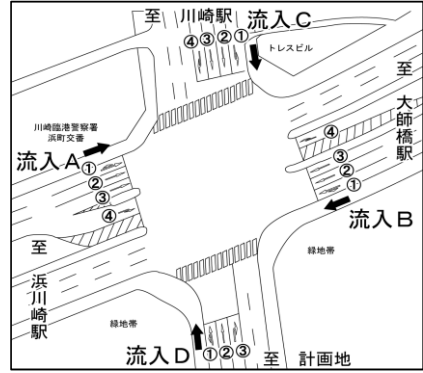 至 川崎駅
流入C
④③②①
トレスビル
至 大師橋駅
川崎臨港警察署
浜町交番
流入A
①
②
③
④
④
③
②
①
流入B
至 浜川崎駅
緑地帯
緑地帯
流入D
①②③
至 計画地